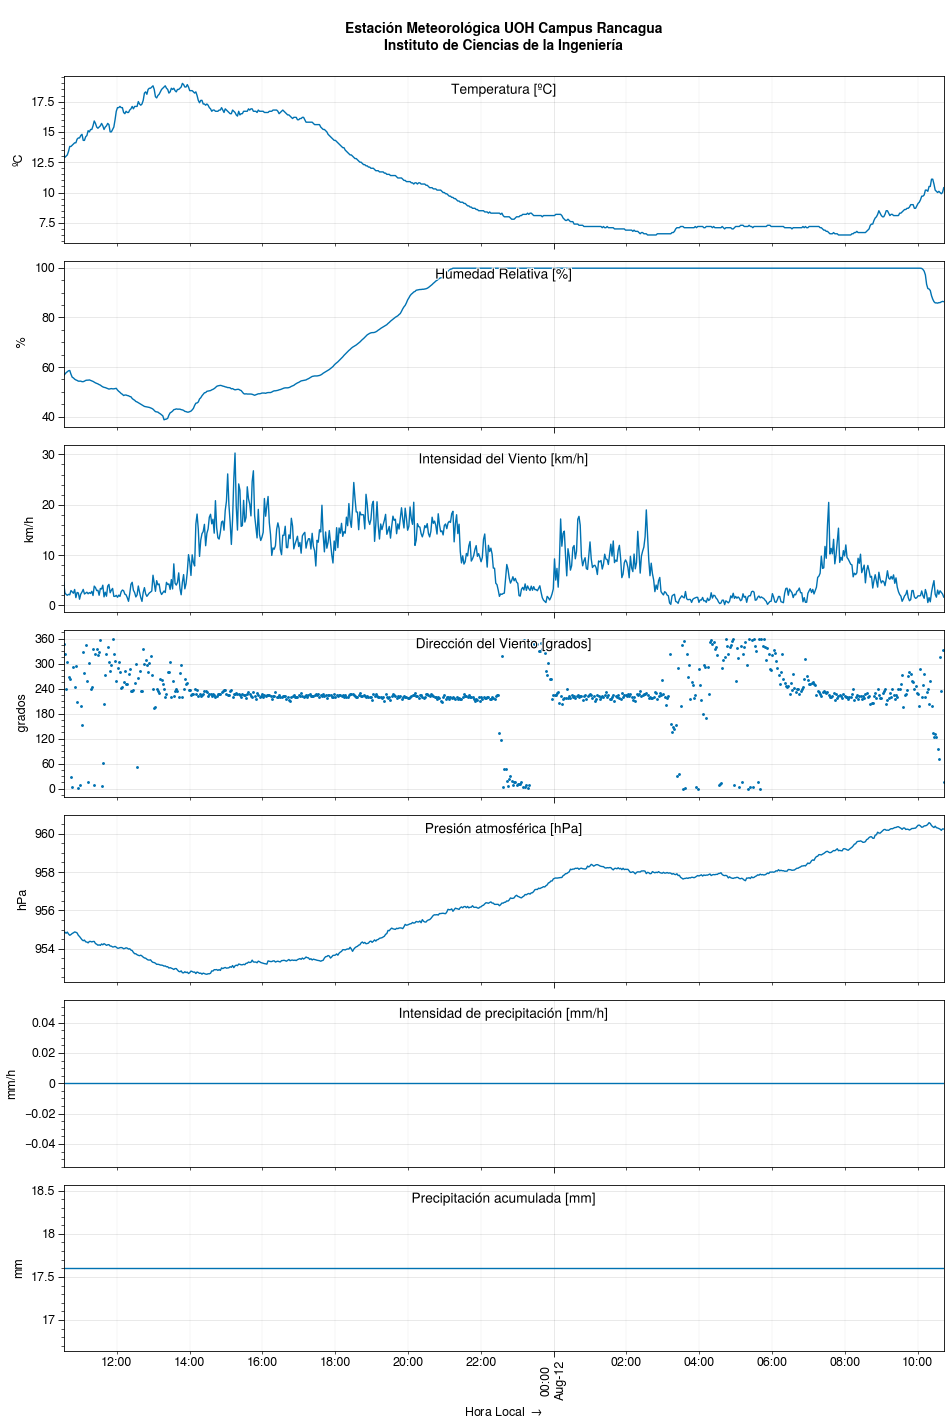 Estación Meteorológica UOH Campus Rancagua
Instituto de Ciencias de la Ingeniería
Temperatura [ºC]
ºC
17.5
15
12.5
10
7.5
Humedad Relativa [%]
%
100
80
60
40
Intensidad del Viento [km/h]
km/h
30
20
10
0
Dirección del Viento [grados]
grados
360
300
240
180
120
60
0
Presión atmosférica [hPa]
hPa
960
958
956
954
Intensidad de precipitación [mm/h]
mm/h
0.04
0.02
0
−0.02
−0.04
Precipitación acumulada [mm]
mm
18.5
18
17.5
17
12:00 14:00 16:00 18:00 20:00 22:00 00:00 02:00 04:00 06:00 08:00 10:00
Aug-12
Hora Local →